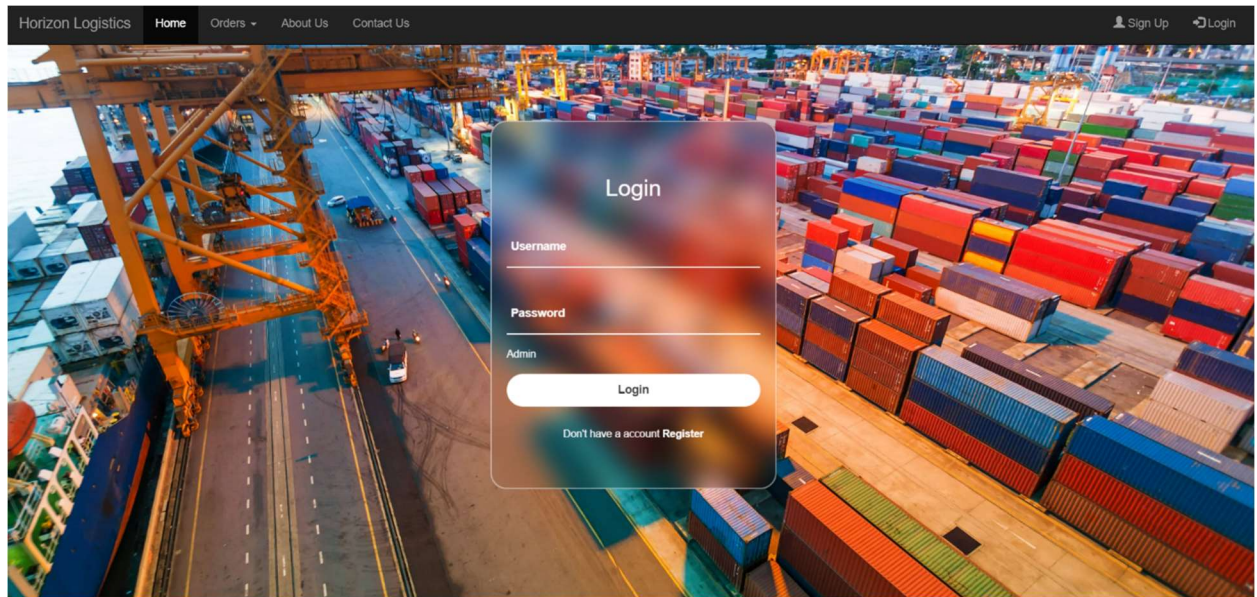 Horizon Logistics Home Orders About Us Contact Us Sign Up Login
Login
Username
Password
Admin
Login
Don't have a account Register